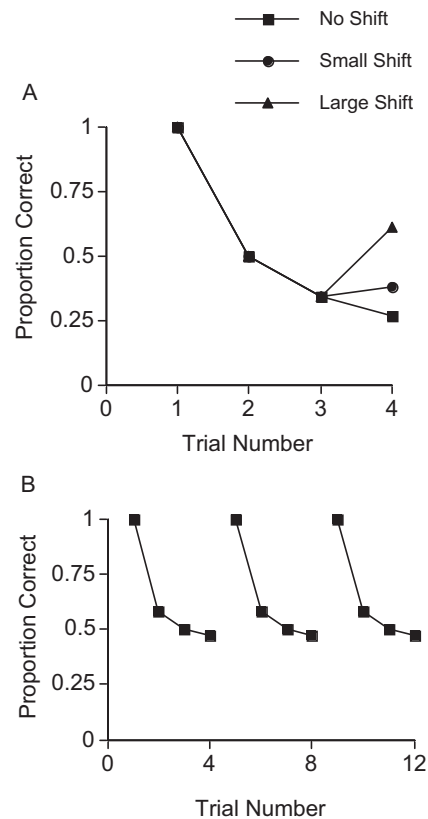 No Shift
Small Shift
Large Shift
A
1
0.75
0.5
0.25
0
Proportion Correct
0 1 2 3 4
Trial Number
B
1
0.75
0.5
0.25
0
Proportion Correct
0 4 8 12
Trial Number